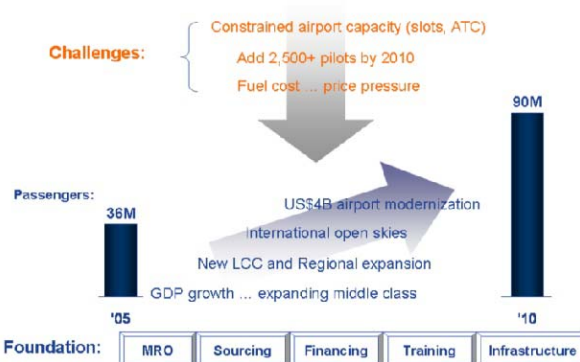 Challenges:
Constrained airport capacity (slots, ATC)
Add 2,500+ pilots by 2010
Fuel cost ... price pressure
90M
Passengers:
36M
US$4B airport modernization
International open skies
New LCC and Regional expansion
GDP growth ... expanding middle class
'05
'10
Foundation:
MRO
Sourcing
Financing
Training
Infrastructure